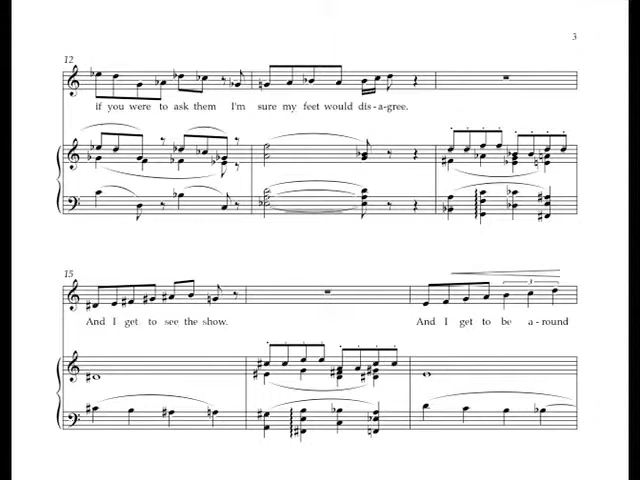 3
12
if you were to ask them I'm sure my feet would dis-a-gree.
15
And I get to see the show. And I get to be a-round
3